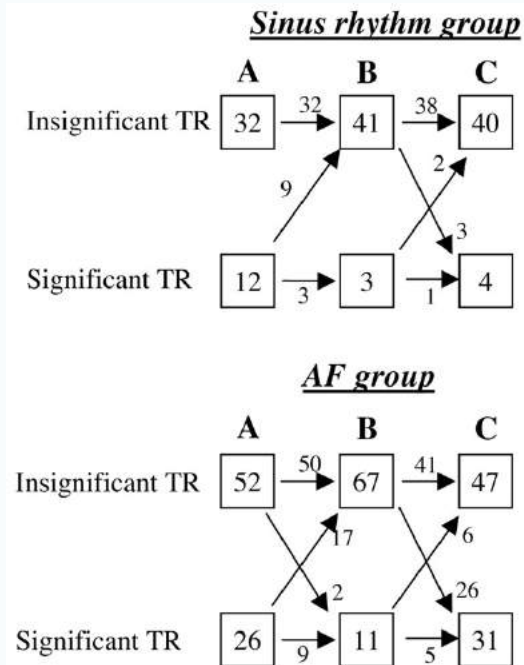 Sinus rhythm group
A B C
32 38
Insignificant TR 32 41 40
9 2
3
Significant TR 12 3 4
3 1
AF group
A B C
50 41
Insignificant TR 52 67 47
17 6
2 26
Significant TR 26 11 31
9 5